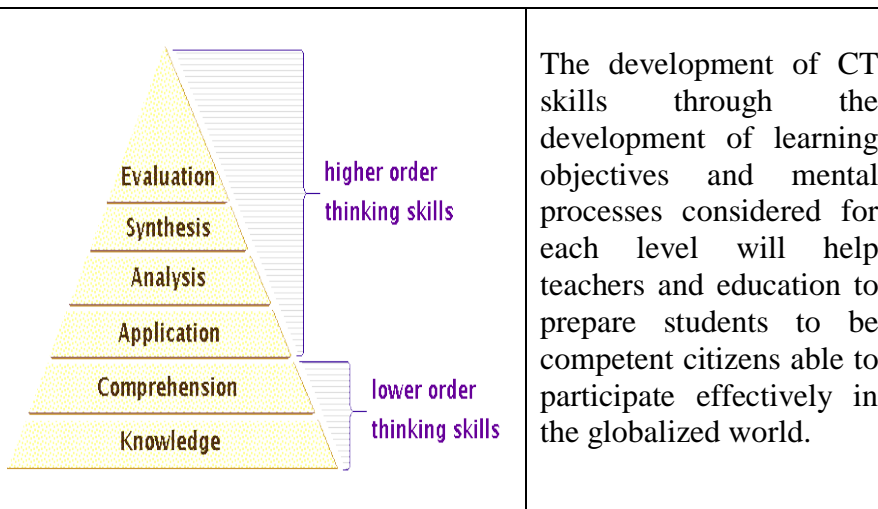 Evaluation
Synthesis
Analysis
Application
Comprehension
Knowledge
higher order
thinking skills
lower order
thinking skills
The development of CT
skills through the
development of learning
objectives and mental
processes considered for
each level will help
teachers and education to
prepare students to be
competent citizens able to
participate effectively in
the globalized world.